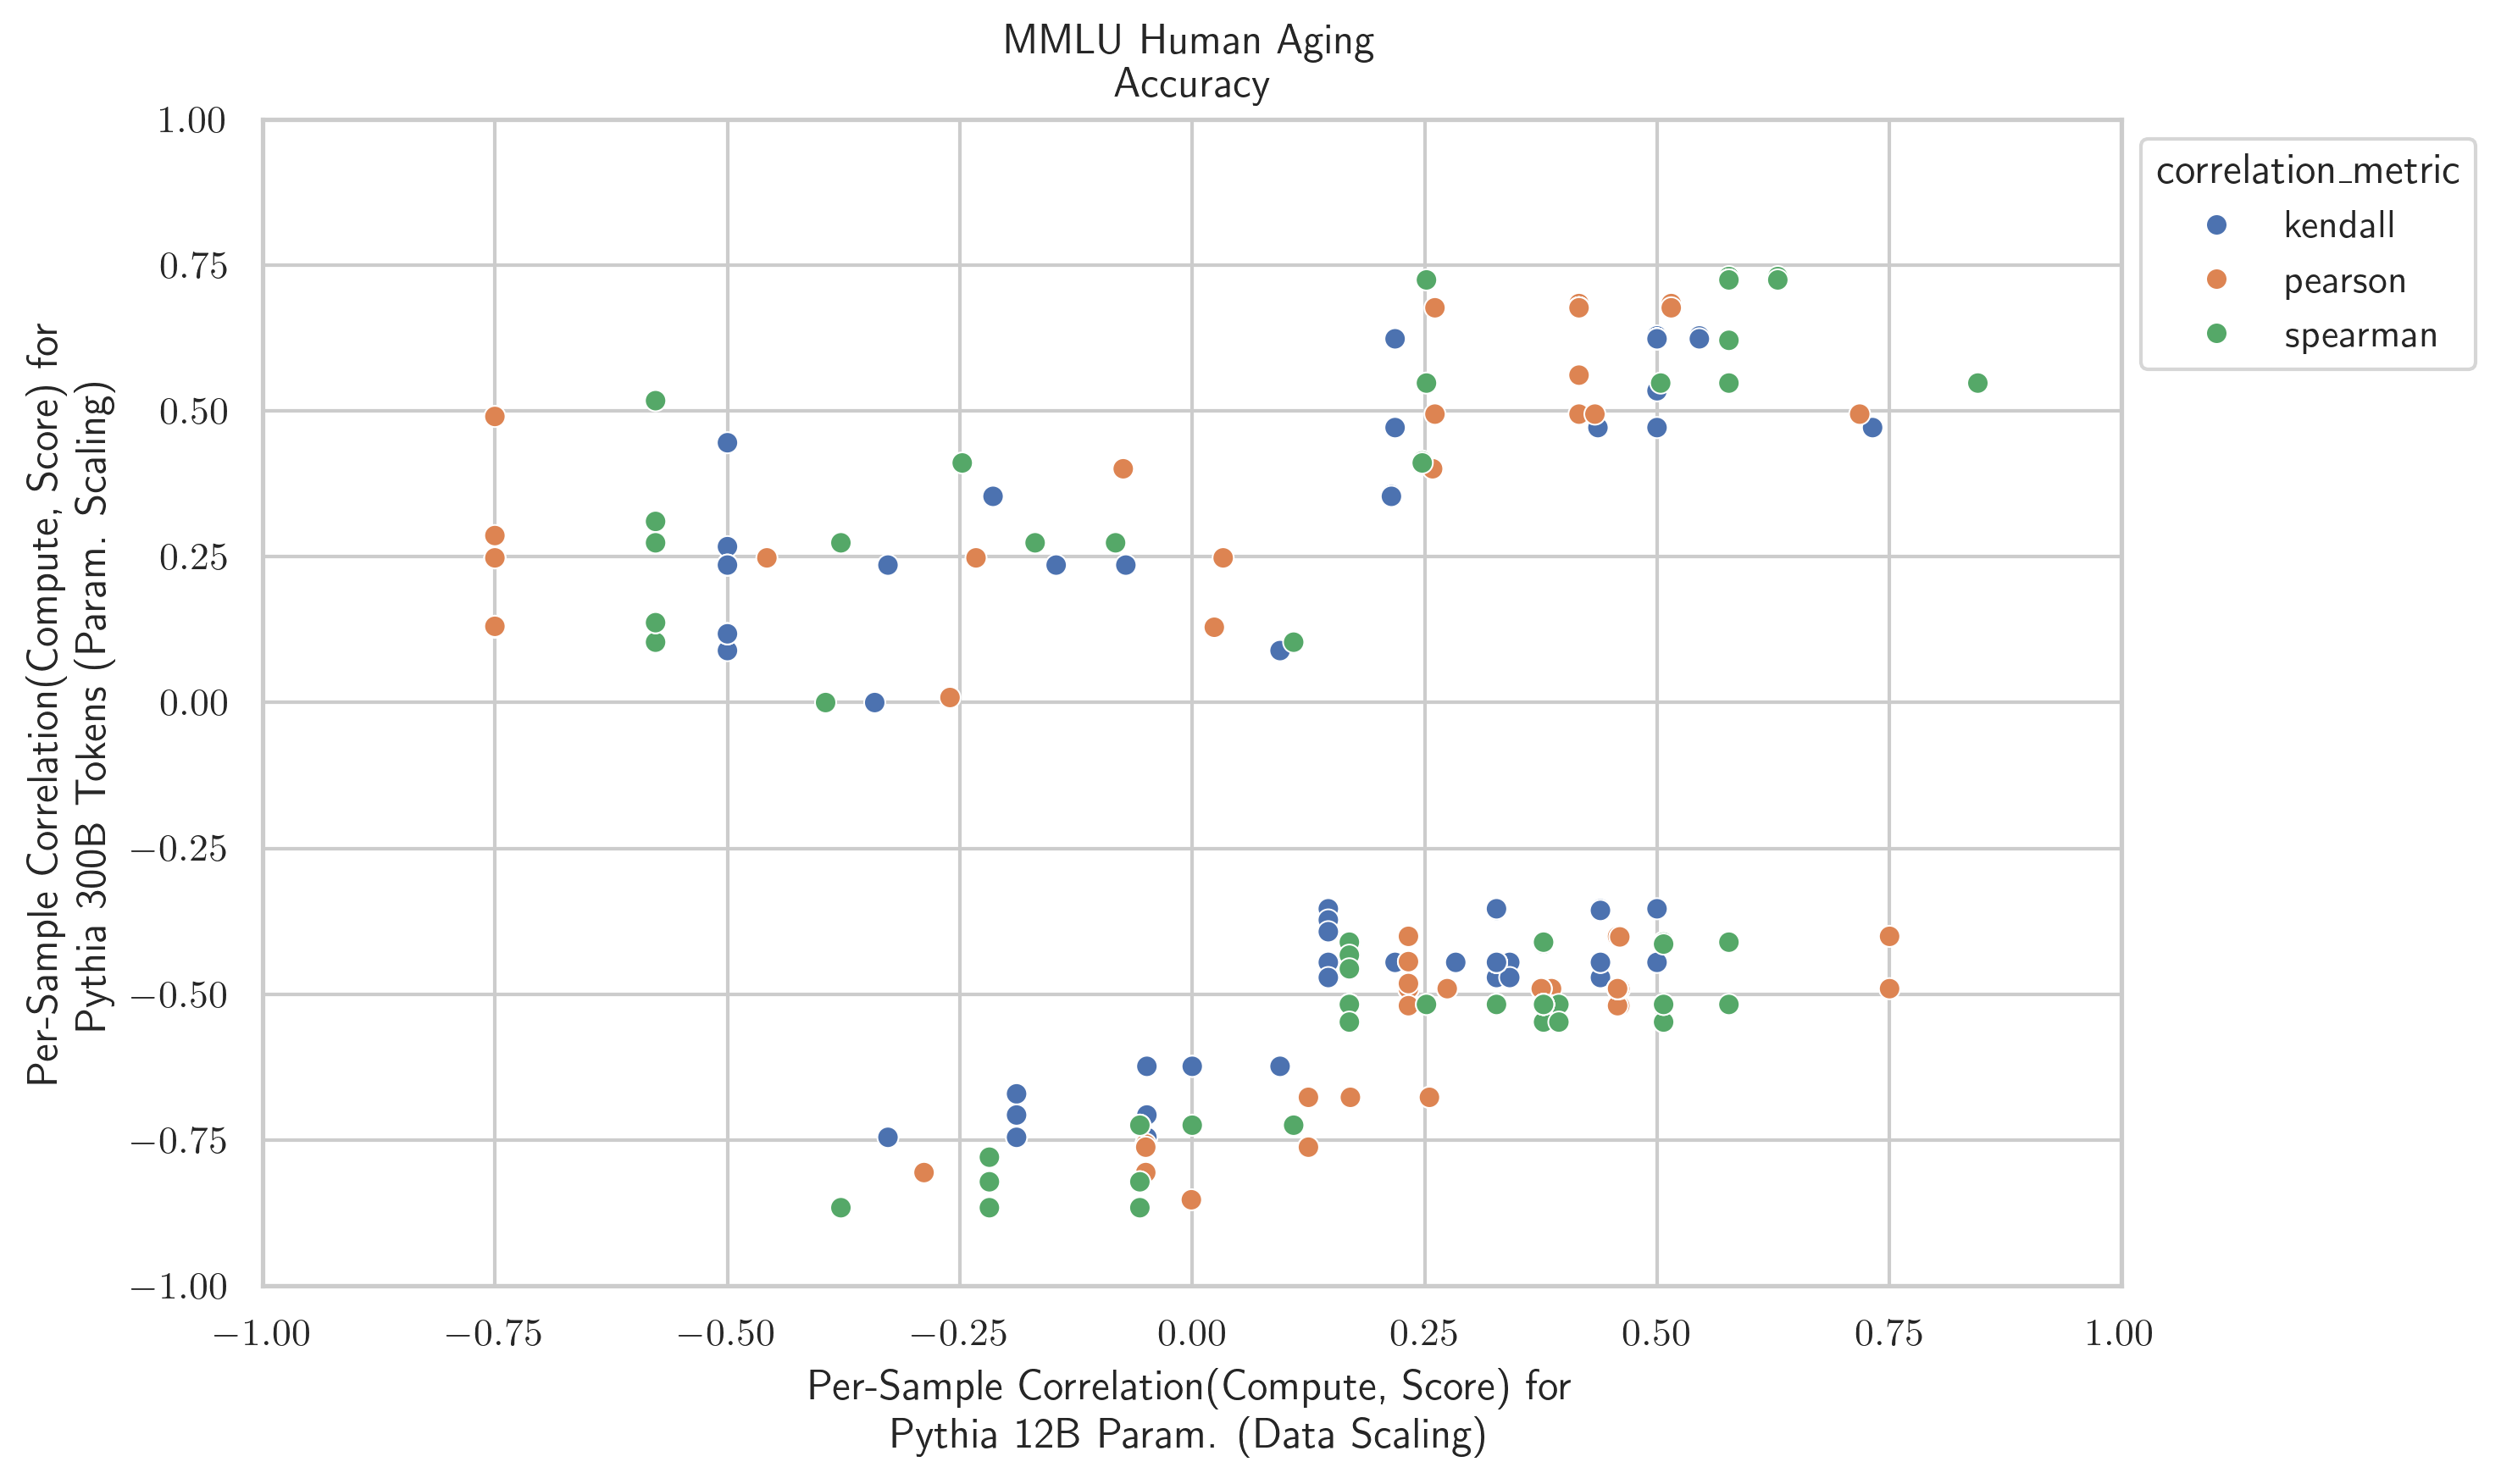 MMLU Human Aging
Accuracy
1.00
0.75
0.50
0.25
0.00
−0.25
−0.50
−0.75
−1.00
Per-Sample Correlation(Compute, Score) for
Pythia 300B Tokens (Param. Scaling)
correlation_metric
kendall
pearson
spearman
−1.00
−0.75
−0.50
−0.25
0.00
0.25
0.50
0.75
1.00
Per-Sample Correlation(Compute, Score) for
Pythia 12B Param. (Data Scaling)